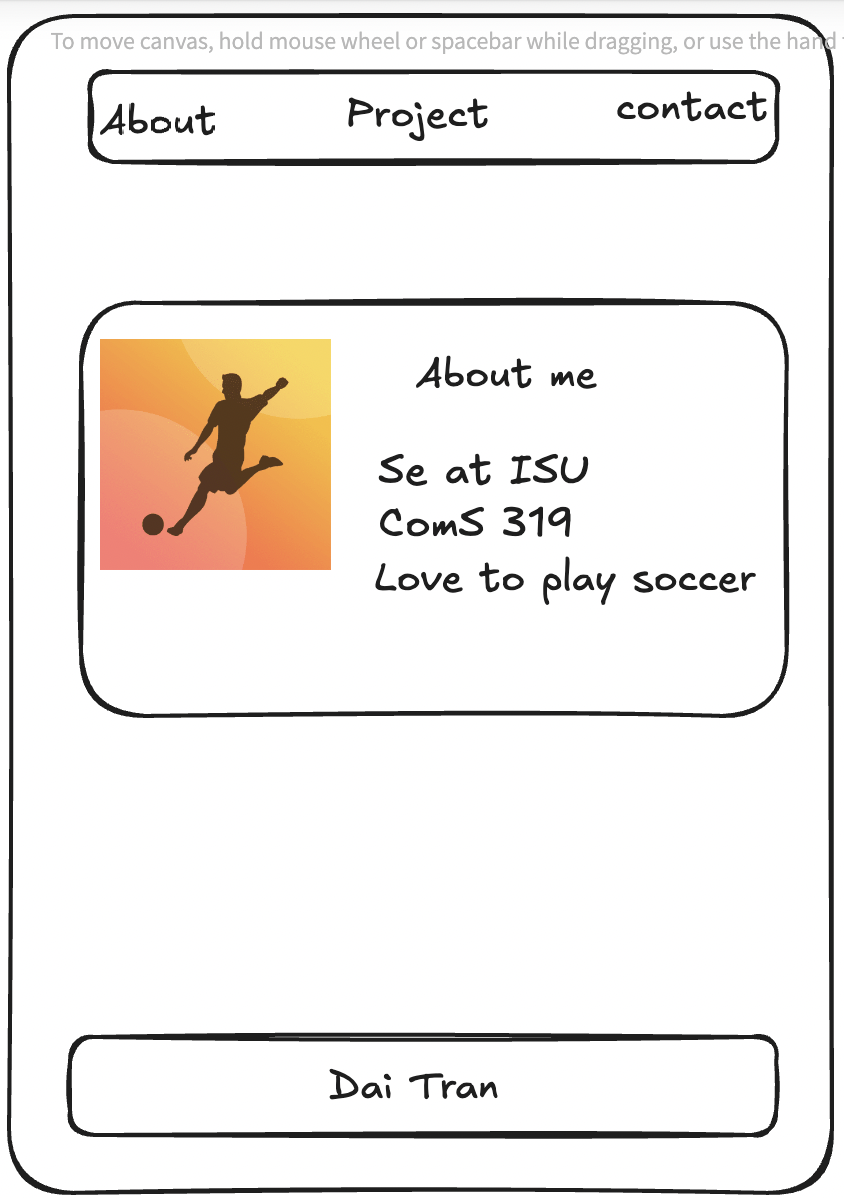 To move canvas, hold mouse wheel or spacebar while dragging, or use the hand
About Project contact
About me
Se at ISU
ComS 319
Love to play soccer
Dai Tran